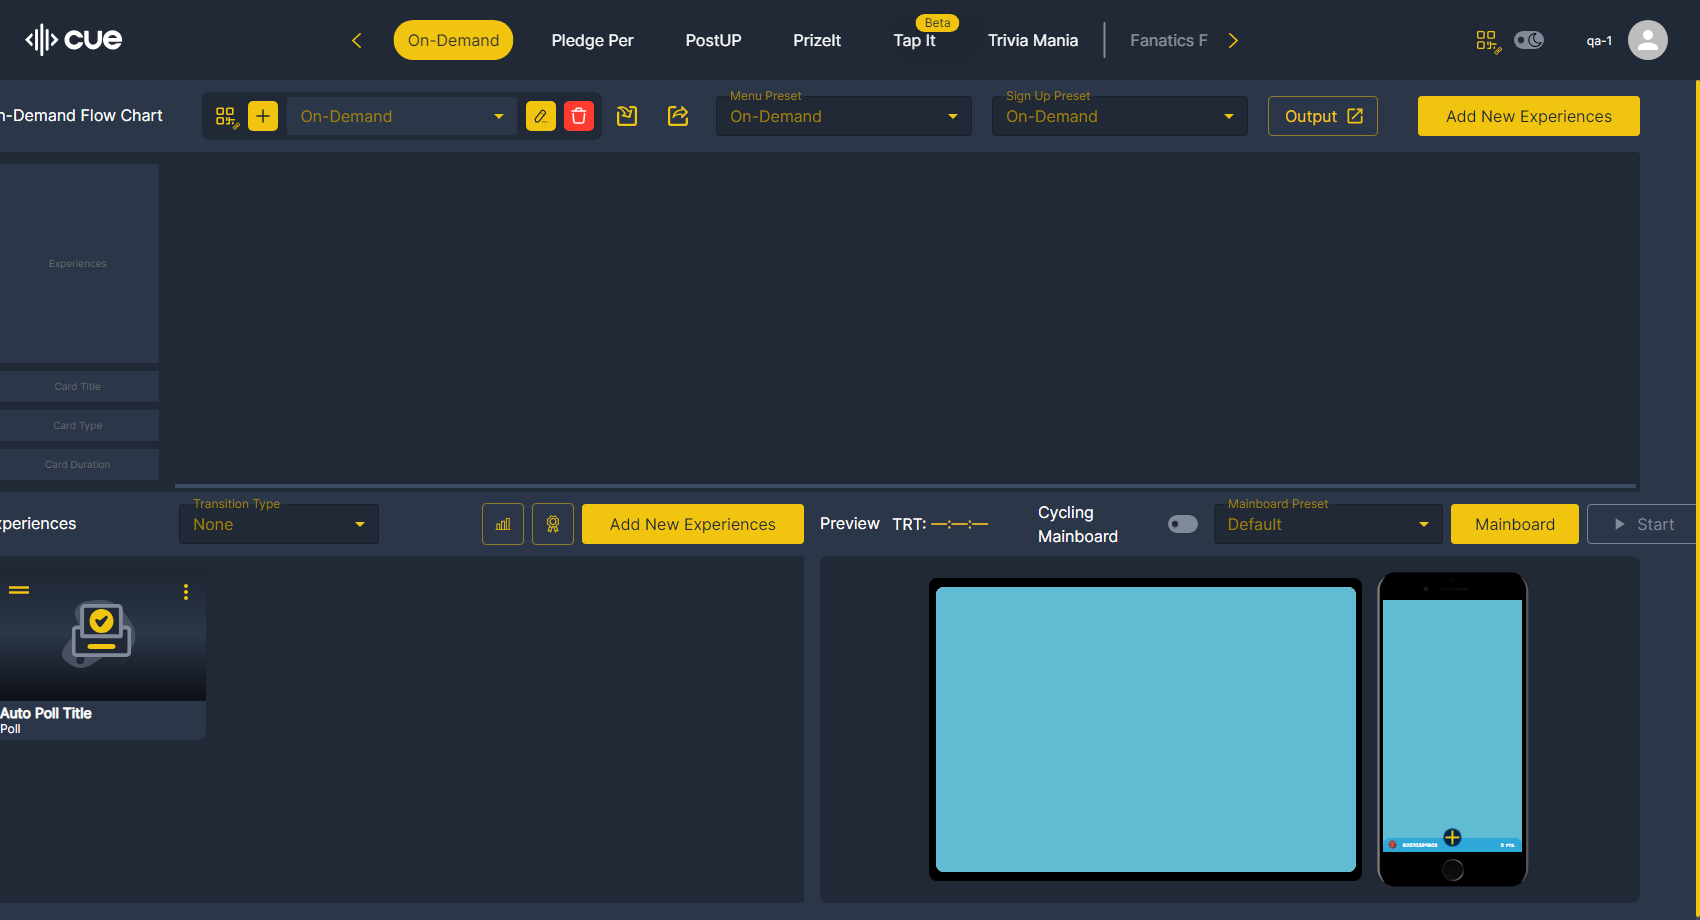 cue
On-Demand
Pledge Per
PostUP
PrizeIt
Beta
Tap It
Trivia Mania
Fanatics F
qa-1
n-Demand Flow Chart
On-Demand
Menu Preset
On-Demand
Sign Up Preset
On-Demand
Output
Add New Experiences
Experiences
Card Title
Card Type
Card Duration
xperiences
Transition Type
None
Add New Experiences
Preview
TRT: —:—:—
Cycling
Mainboard
Mainboard Preset
Default
Mainboard
Start
Auto Poll Title
Poll
0 PTS.